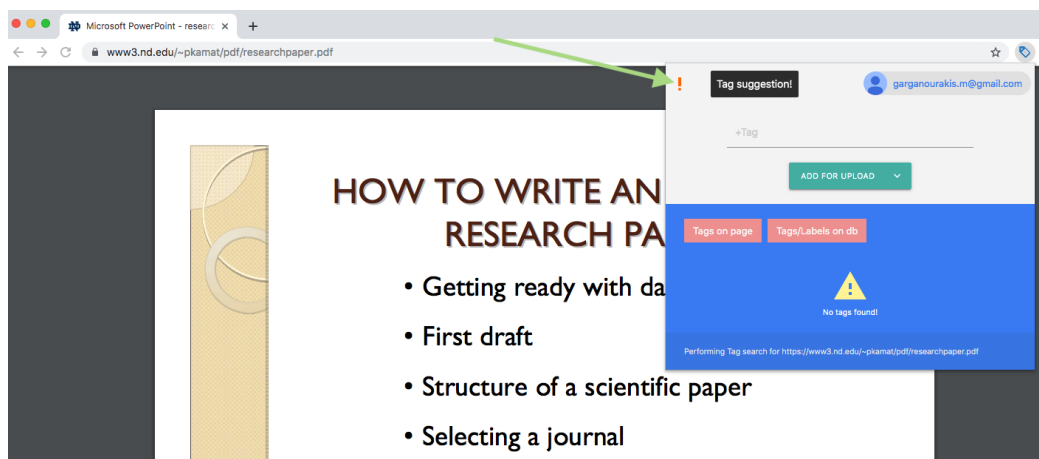 Microsoft PowerPoint - researc
www3.nd.edu/~pkamat/pdf/researchpaper.pdf
! Tag suggestion! garganourakis.m@gmail.com
+Tag
ADD FOR UPLOAD
Tags on page Tags/Labels on db
No tags found!
Performing Tag search for https://www3.nd.edu/~pkamat/pdf/researchpaper.pdf
HOW TO WRITE AN
RESEARCH PA
• Getting ready with da
• First draft
• Structure of a scientific paper
• Selecting a journal